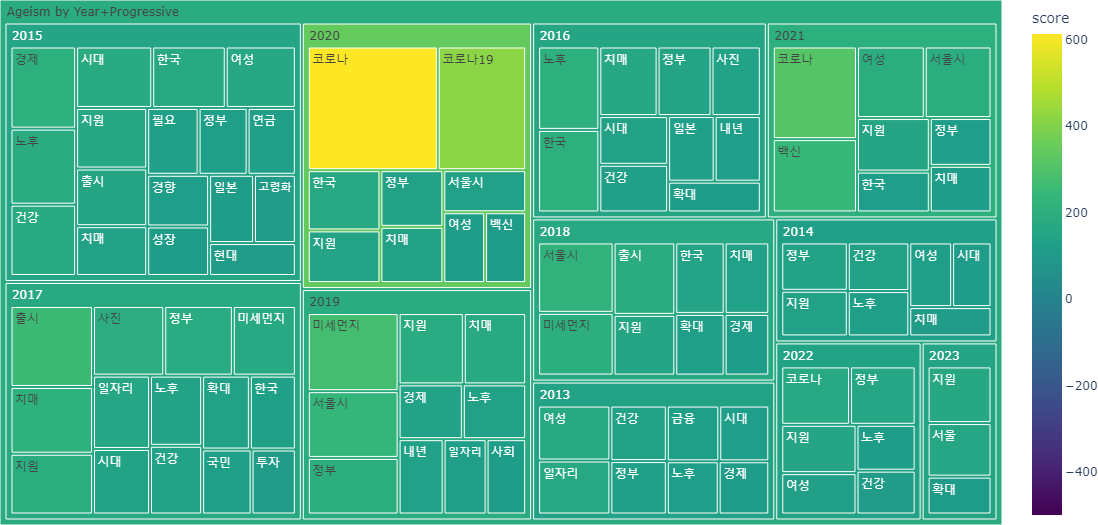 Ageism by Year+Progressive
2015
경제
시대
한국
여성
노후
지원
필요
정부
연금
건강
출시
경향
일본
고령화
치매
성장
현대
2020
코로나
코로나19
한국
정부
서울시
지원
치매
여성
백신
2016
노후
치매
정부
사진
한국
시대
일본
내년
건강
확대
2021
코로나
여성
서울시
백신
지원
정부
한국
치매
2017
출시
사진
정부
미세먼지
치매
일자리
노후
확대
한국
지원
시대
건강
국민
투자
2019
미세먼지
지원
치매
서울시
경제
노후
정부
내년
일자리
사회
2018
서울시
출시
한국
치매
미세먼지
지원
확대
경제
2013
여성
건강
금융
시대
일자리
정부
노후
경제
2014
정부
건강
여성
시대
지원
노후
치매
2022
코로나
정부
지원
노후
여성
건강
2023
지원
서울
확대
score
600
400
200
0
−200
−400